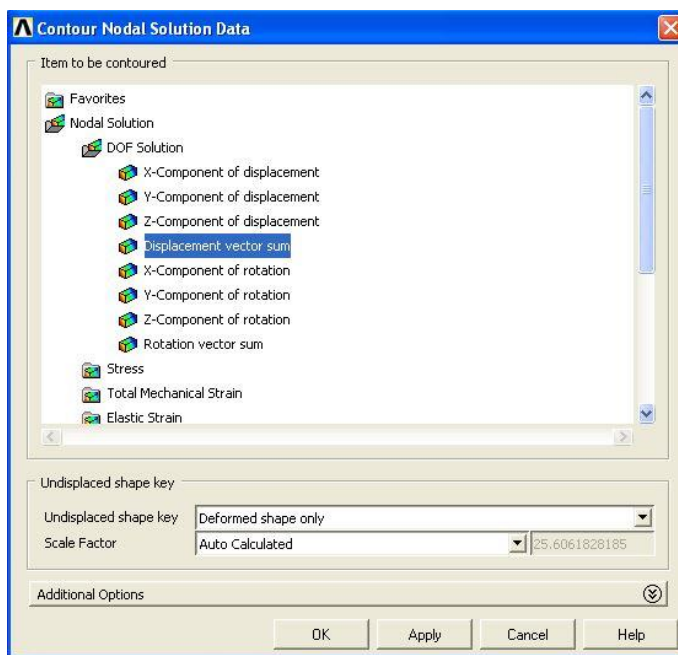 Contour Nodal Solution Data
Item to be contoured
Favorites
Nodal Solution
DOF Solution
X-Component of displacement
Y-Component of displacement
Z-Component of displacement
Displacement vector sum
X-Component of rotation
Y-Component of rotation
Z-Component of rotation
Rotation vector sum
Stress
Total Mechanical Strain
Elastic Strain
Undisplaced shape key
Undisplaced shape key Deformed shape only
Scale Factor Auto Calculated 25.6061828185
Additional Options
OK Apply Cancel Help